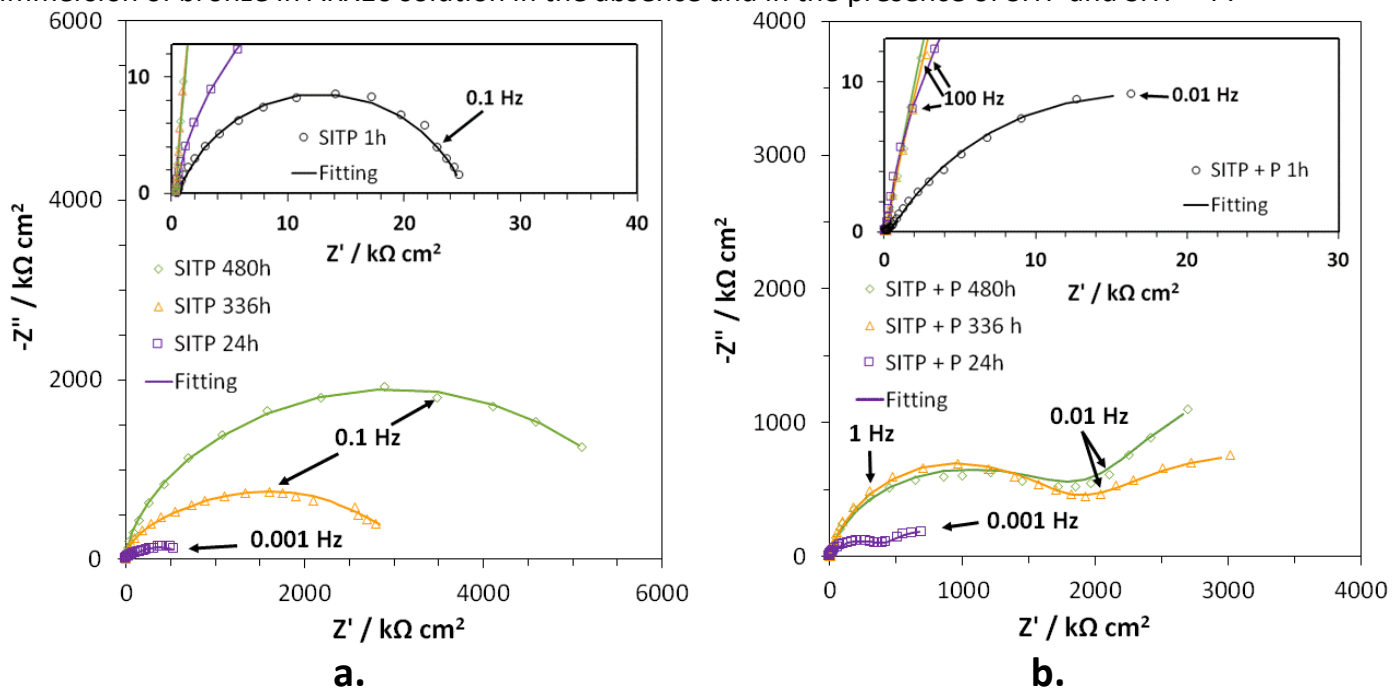 6000
4000
2000
0
0
2000
4000
6000
-Z" / kΩ cm²
Z' / kΩ cm²
10
0
0
10
20
30
40
Z' / kΩ cm²
0.1 Hz
SITP 1h
Fitting
SITP 480h
SITP 336h
SITP 24h
Fitting
0.1 Hz
0.001 Hz
a.
4000
3000
2000
1000
0
0
1000
2000
3000
4000
-Z" / kΩ cm²
Z' / kΩ cm²
10
0
0
10
20
30
Z' / kΩ cm²
100 Hz
0.01 Hz
SITP + P 1h
Fitting
SITP + P 480h
SITP + P 336 h
SITP + P 24h
Fitting
1 Hz
0.01 Hz
0.001 Hz
b.